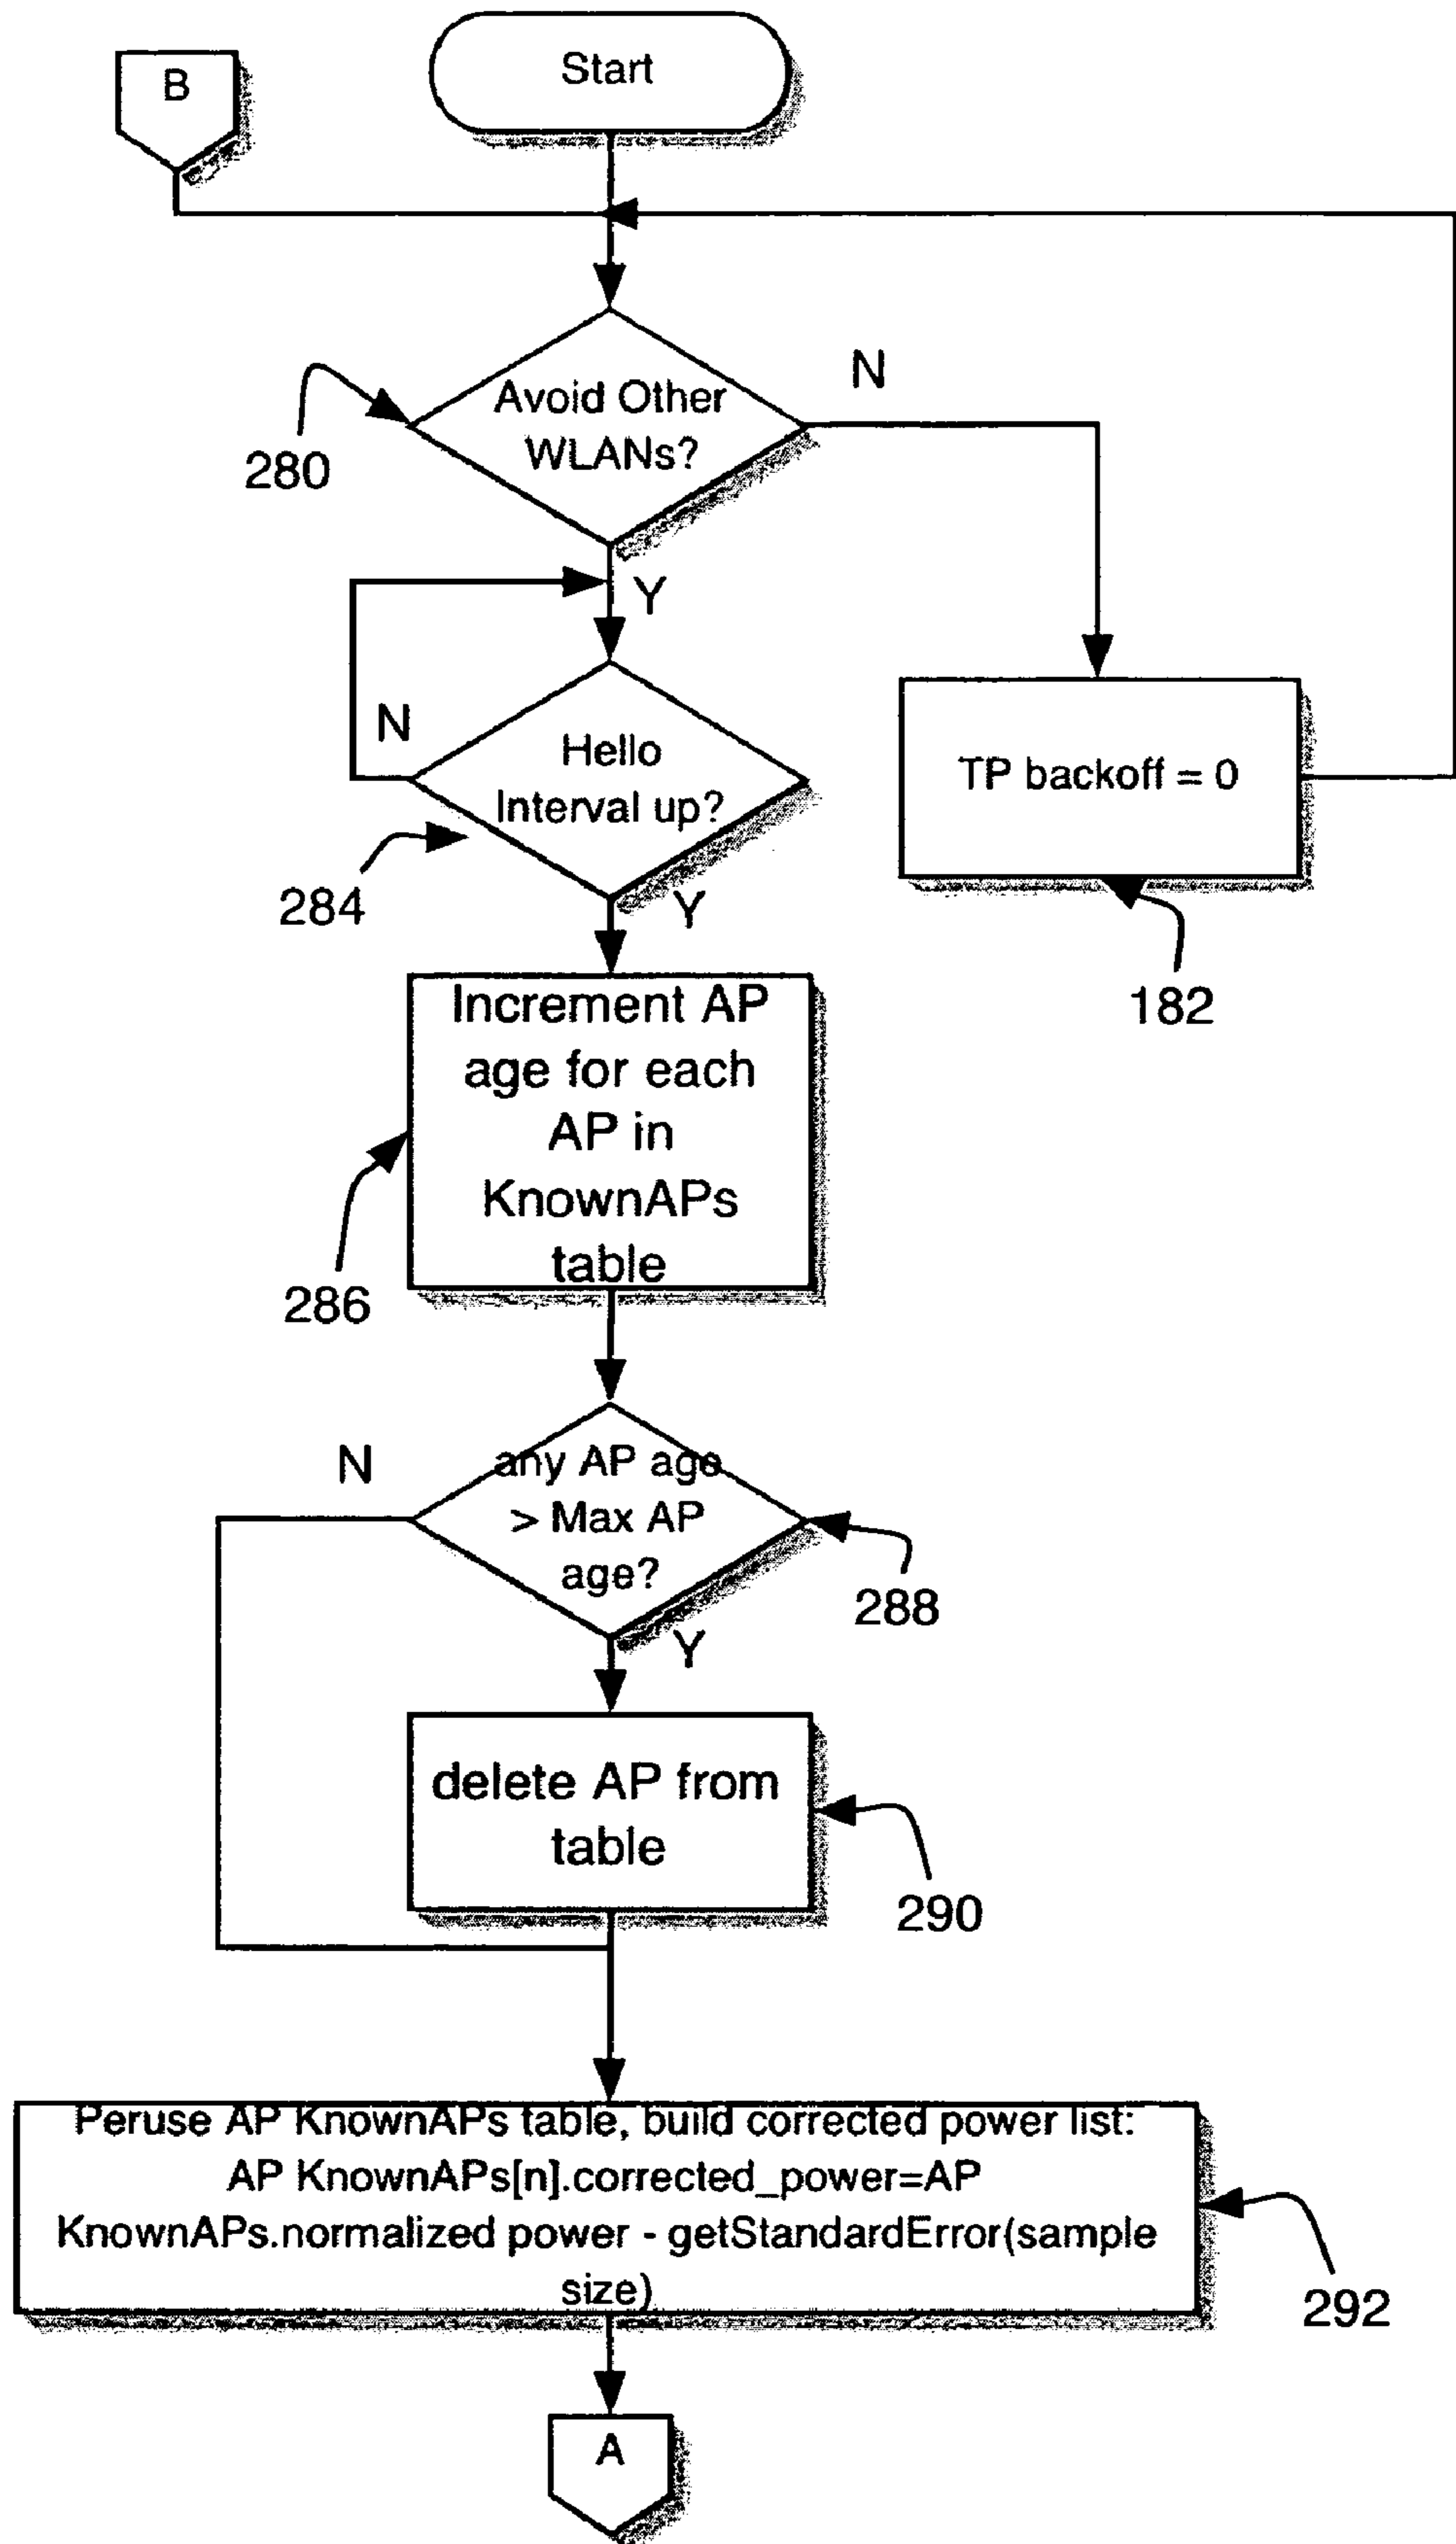 B
Start
Avoid Other
WLANs?
N
280
Y
N
Hello
Interval up?
284
TP backoff = 0
182
Y
Increment AP
age for each
AP in
KnownAPs
table
286
N
any AP age
> Max AP
age?
288
Y
delete AP from
table
290
Peruse AP KnownAPs table, build corrected power list:
AP KnownAPs[n].corrected_power=AP
KnownAPs.normalized power - getStandardError(sample
size)
292
A